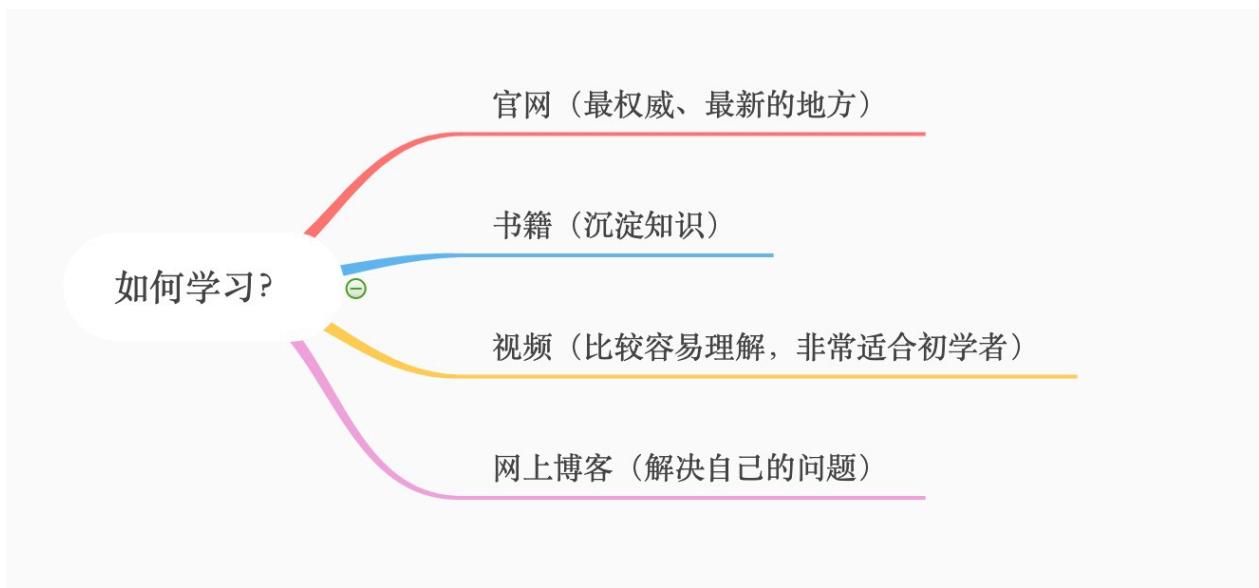 官网（最权威、最新的地方）
书籍（沉淀知识）
如何学习?
视频（比较容易理解，非常适合初学者）
网上博客（解决自己的问题）